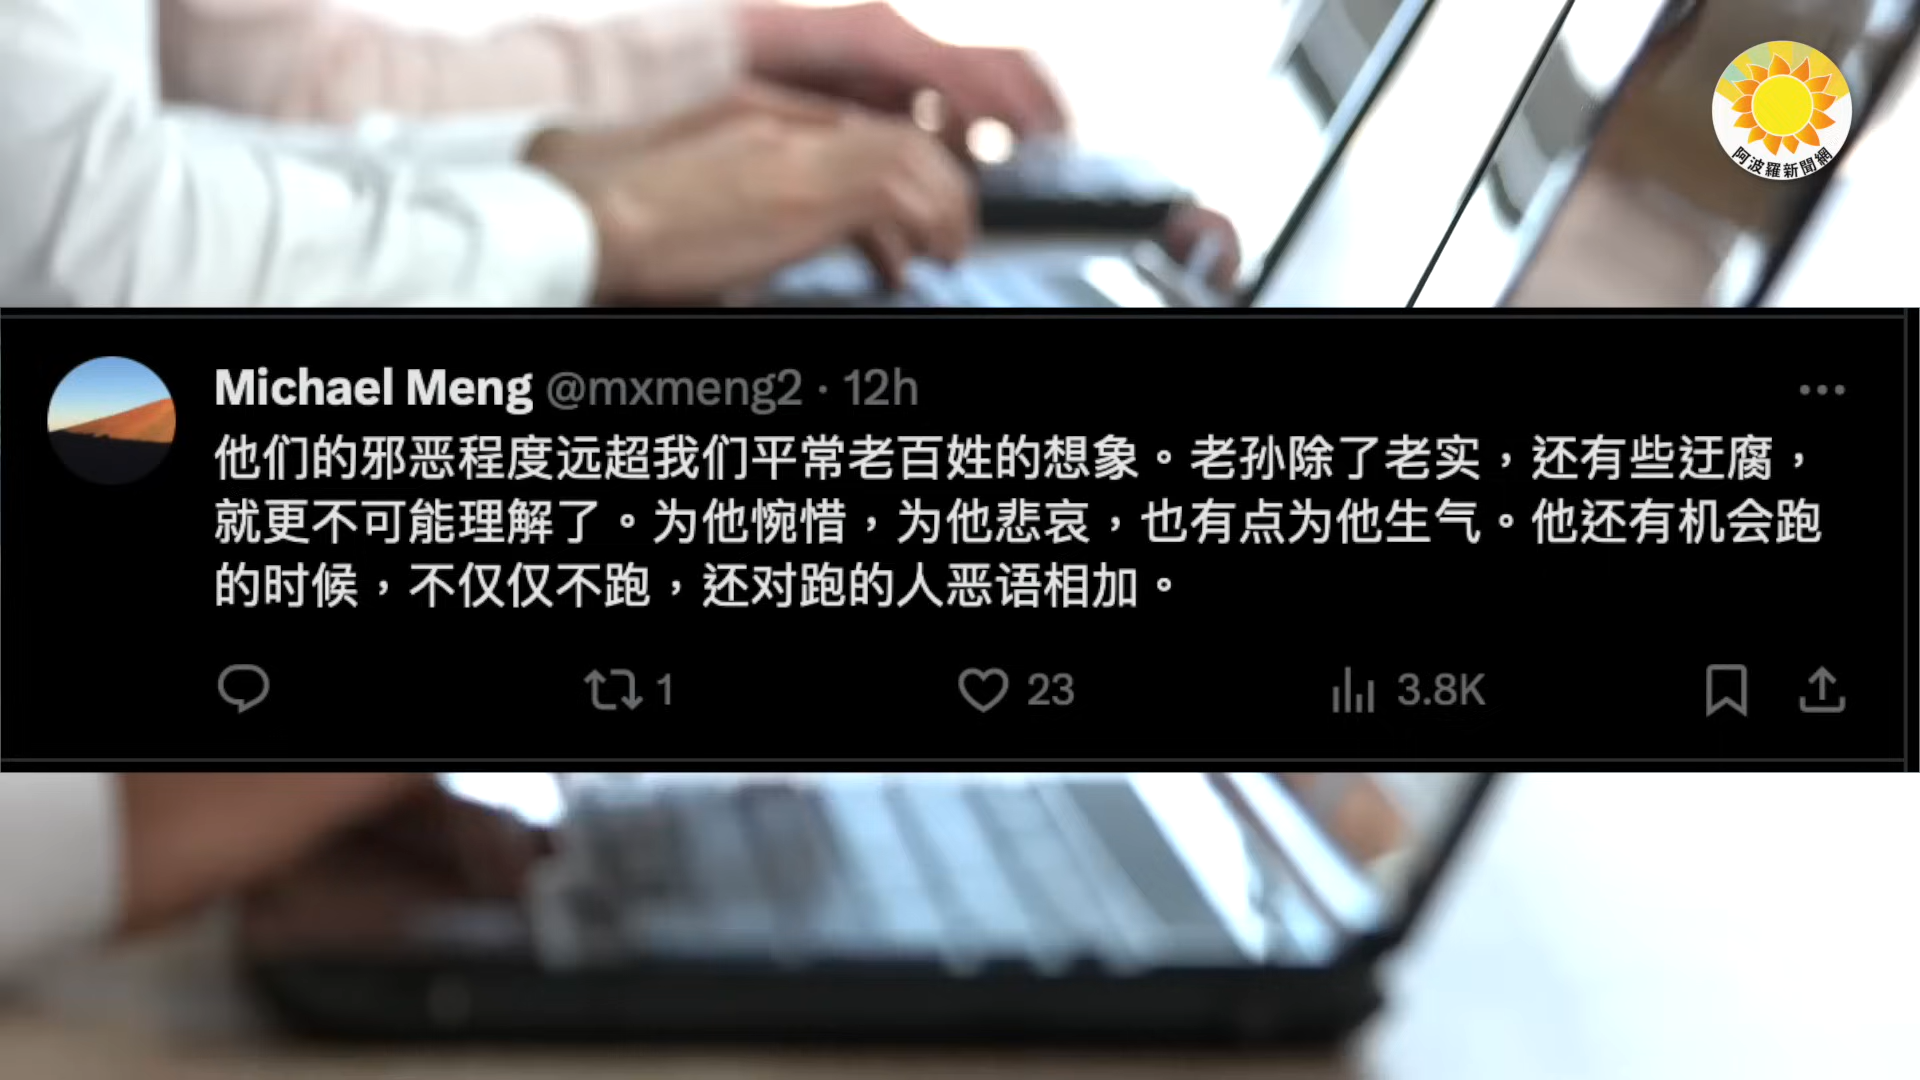 阿波羅新聞網
Michael Meng @mxmeng2 · 12h
他们的邪恶程度远超我们平常老百姓的想象。老孙除了老实，还有些迂腐，
就更不可能理解了。为他惋惜，为他悲哀，也有点为他生气。他还有机会跑
的时候，不仅仅不跑，还对跑的人恶语相加。
1 23 3.8K